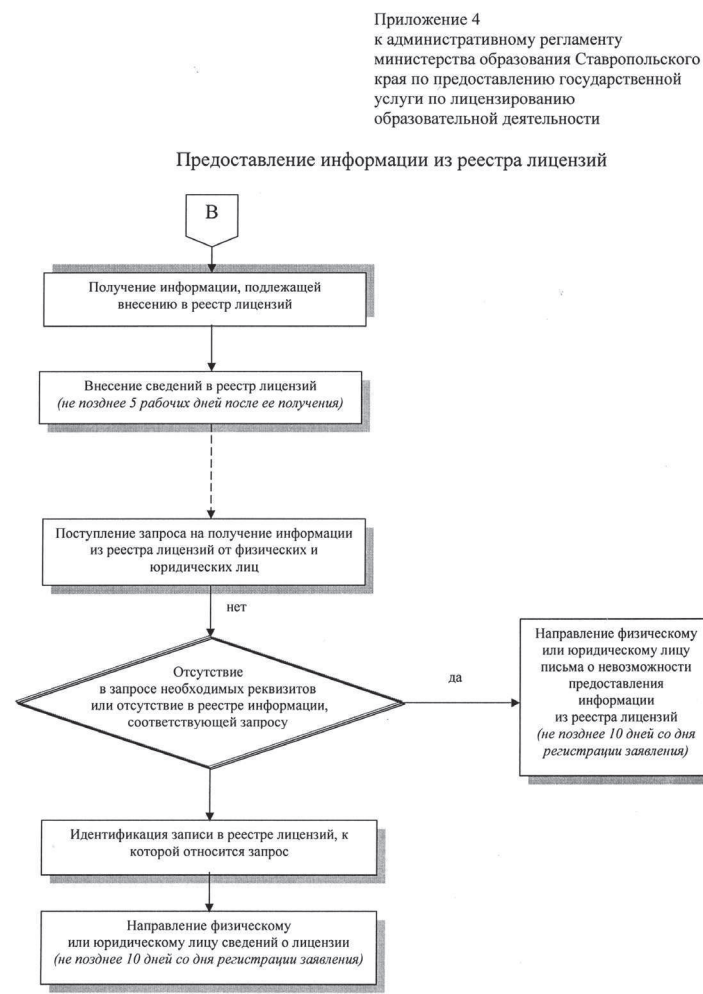 Приложение 4
к административному регламенту
министерства образования Ставропольского
края по предоставлению государственной
услуги по лицензированию
образовательной деятельности
Предоставление информации из реестра лицензий
В
Получение информации, подлежащей
внесению в реестр лицензий
Внесение сведений в реестр лицензий
(не позднее 5 рабочих дней после ее получения)
Поступление запроса на получение информации
из реестра лицензий от физических и
юридических лиц
нет
Отсутствие
в запросе необходимых реквизитов
или отсутствие в реестре информации,
соответствующей запросу
да
Направление физическому
или юридическому лицу
письма о невозможности
предоставления
информации
из реестра лицензий
(не позднее 10 дней со дня
регистрации заявления)
Идентификация записи в реестре лицензий, к
которой относится запрос
Направление физическому
или юридическому лицу сведений о лицензии
(не позднее 10 дней со дня регистрации заявления)